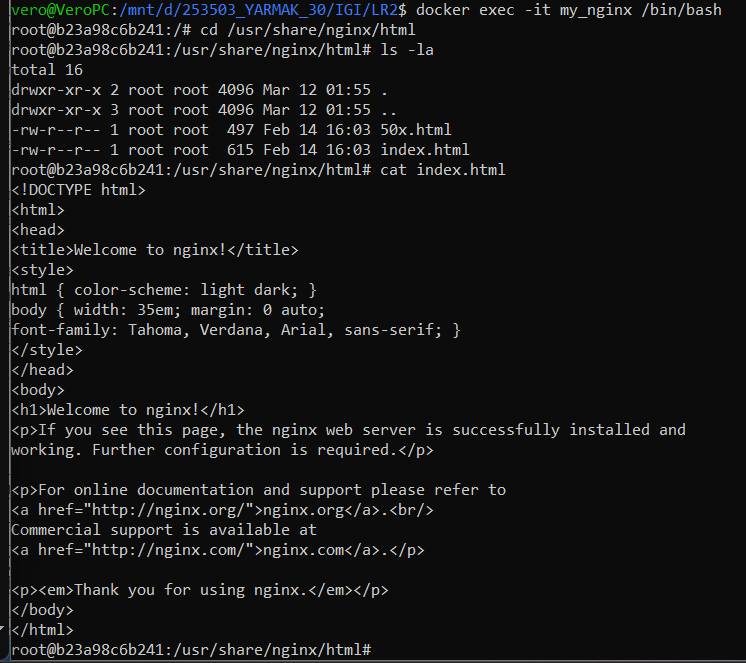 vero@VeroPC:/mnt/d/253503_YARMAK_30/IGI/LR2$ docker exec -it my_nginx /bin/bash
root@b23a98c6b241:/# cd /usr/share/nginx/html
root@b23a98c6b241:/usr/share/nginx/html# ls -la
total 16
drwxr-xr-x 2 root root 4096 Mar 12 01:55 .
drwxr-xr-x 3 root root 4096 Mar 12 01:55 ..
-rw-r--r-- 1 root root  497 Feb 14 16:03 50x.html
-rw-r--r-- 1 root root  615 Feb 14 16:03 index.html
root@b23a98c6b241:/usr/share/nginx/html# cat index.html
<!DOCTYPE html>
<html>
<head>
<title>Welcome to nginx!</title>
<style>
html { color-scheme: light dark; }
body { width: 35em; margin: 0 auto;
font-family: Tahoma, Verdana, Arial, sans-serif; }
</style>
</head>
<body>
<h1>Welcome to nginx!</h1>
<p>If you see this page, the nginx web server is successfully installed and
working. Further configuration is required.</p>

<p>For online documentation and support please refer to
<a href="http://nginx.org/">nginx.org</a>.<br/>
Commercial support is available at
<a href="http://nginx.com/">nginx.com</a>.</p>

<p><em>Thank you for using nginx.</em></p>
</body>
</html>
root@b23a98c6b241:/usr/share/nginx/html#